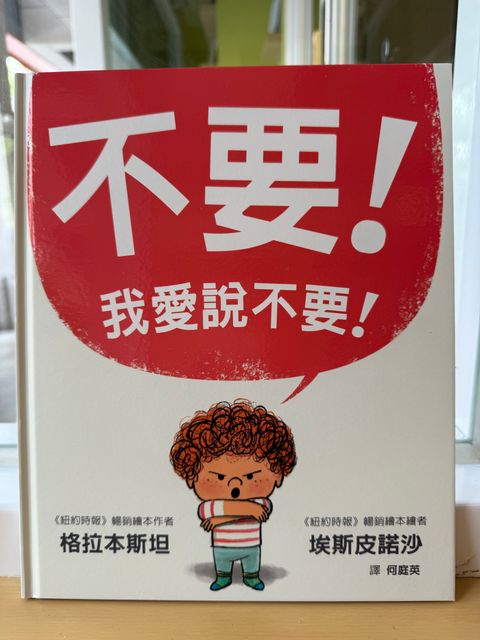 不要！
我愛說不要！
《紐約時報》暢銷繪本作者
格拉本斯坦
《紐約時報》暢銷繪本繪者
埃斯皮諾沙
譯 何庭英